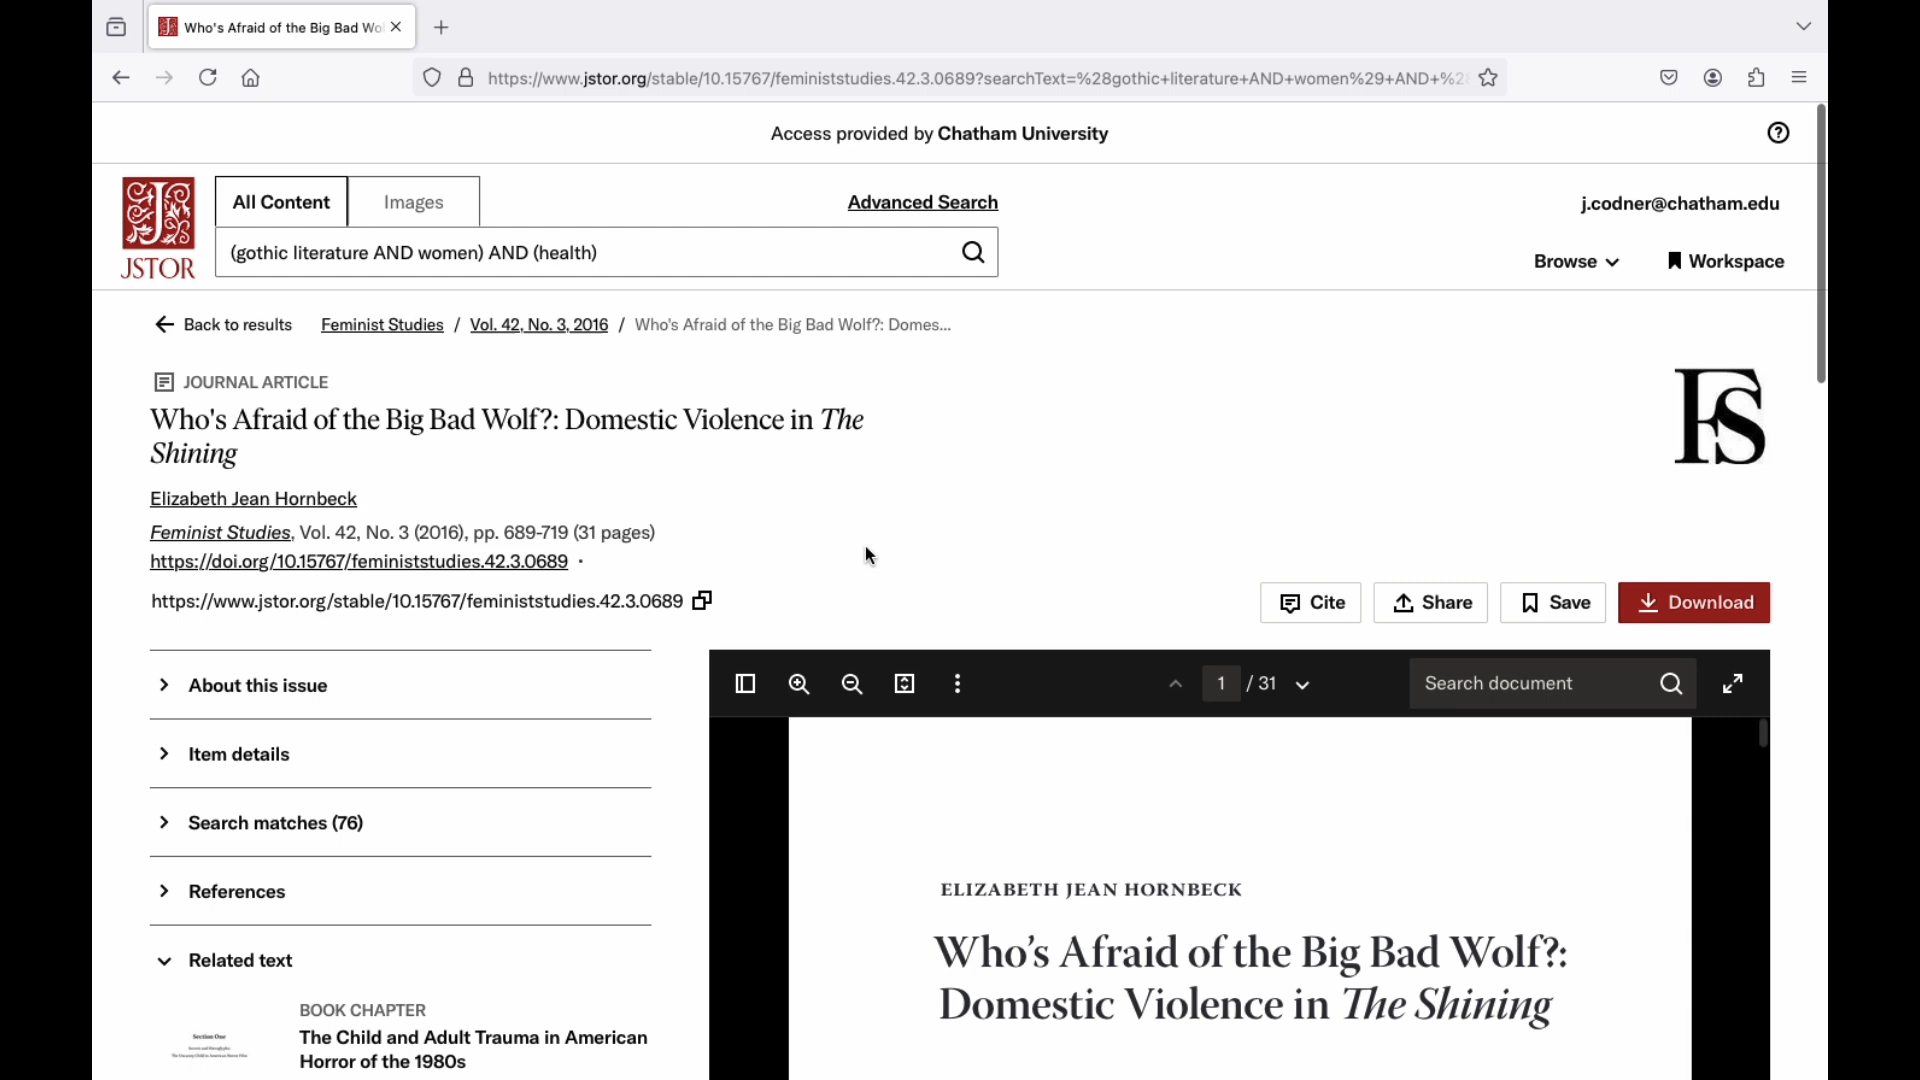 Who's Afraid of the Big Bad Wo
https://www.jstor.org/stable/10.15767/feministstudies.42.3.0689?searchText=%28gothic+literature+AND+women%29+AND+%28
Access provided by Chatham University
All Content
Images
Advanced Search
j.codner@chatham.edu
JSTOR
(gothic literature AND women) AND (health)
Browse
Workspace
Back to results
Feminist Studies / Vol. 42, No. 3, 2016 / Who's Afraid of the Big Bad Wolf?: Domes...
JOURNAL ARTICLE
Who's Afraid of the Big Bad Wolf?: Domestic Violence in The
Shining
FS
Elizabeth Jean Hornbeck
Feminist Studies, Vol. 42, No. 3 (2016), pp. 689-719 (31 pages)
https://doi.org/10.15767/feministstudies.42.3.0689 ·
https://www.jstor.org/stable/10.15767/feministstudies.42.3.0689
Cite
Share
Save
Download
About this issue
1 / 31
Search document
Item details
Search matches (76)
References
Related text
BOOK CHAPTER
The Child and Adult Trauma in American
Horror of the 1980s
Section One
ELIZABETH JEAN HORNBECK
Who's Afraid of the Big Bad Wolf?:
Domestic Violence in The Shining